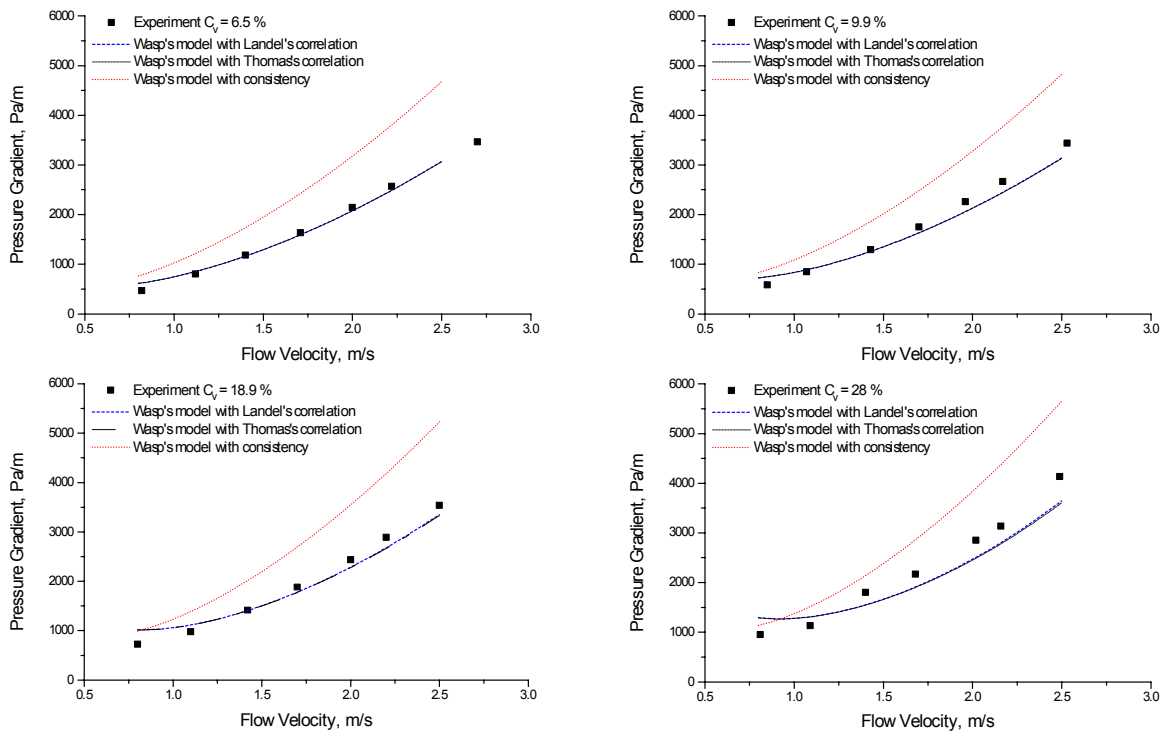 Experiment Cv = 6.5 %
Wasp's model with Landel's correlation
Wasp's model with Thomas's correlation
Wasp's model with consistency
6000
5000
4000
3000
2000
1000
0
Pressure Gradient, Pa/m
0.5 1.0 1.5 2.0 2.5 3.0
Flow Velocity, m/s
Experiment Cv = 9.9 %
Wasp's model with Landel's correlation
Wasp's model with Thomas's correlation
Wasp's model with consistency
6000
5000
4000
3000
2000
1000
0
Pressure Gradient, Pa/m
0.5 1.0 1.5 2.0 2.5 3.0
Flow Velocity, m/s
Experiment Cv = 18.9 %
Wasp's model with Landel's correlation
Wasp's model with Thomas's correlation
Wasp's model with consistency
6000
5000
4000
3000
2000
1000
0
Pressure Gradient, Pa/m
0.5 1.0 1.5 2.0 2.5 3.0
Flow Velocity, m/s
Experiment Cv = 28 %
Wasp's model with Landel's correlation
Wasp's model with Thomas's correlation
Wasp's model with consistency
6000
5000
4000
3000
2000
1000
0
Pressure Gradient, Pa/m
0.5 1.0 1.5 2.0 2.5 3.0
Flow Velocity, m/s